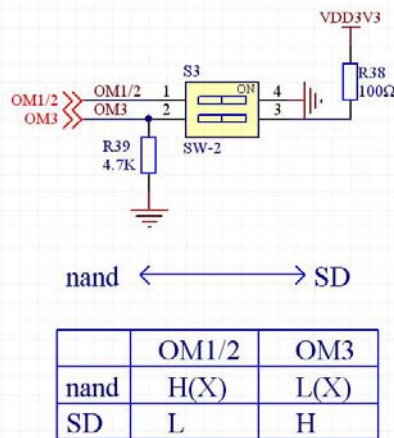 VDD3V3
R38
100Ω
S3
ON
OM1/2 OM1/2 1 4
OM3 OM3 2 3
SW-2
R39
4.7K
nand SD
OM1/2 OM3
nand H(X) L(X)
SD L H